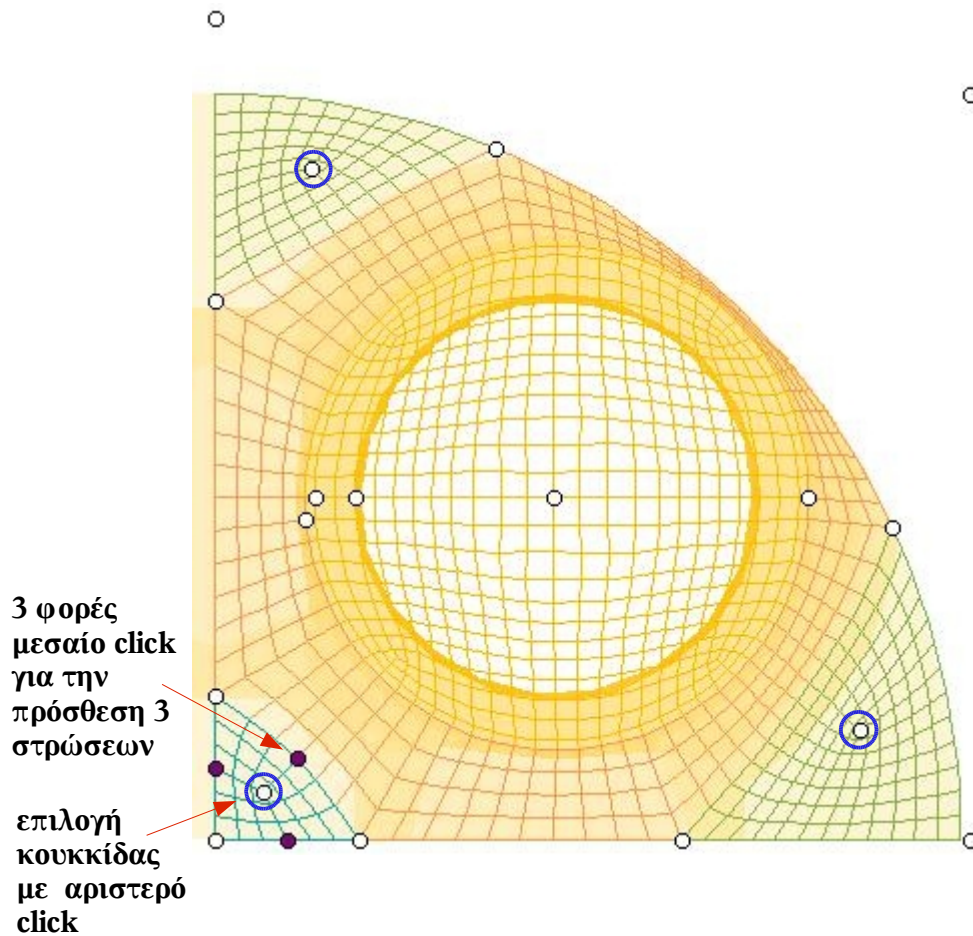 3 φορές
μεσαίο click
για την
πρόσθεση 3
στρώσεων
επιλογή
κουκκίδας
με αριστερό
click